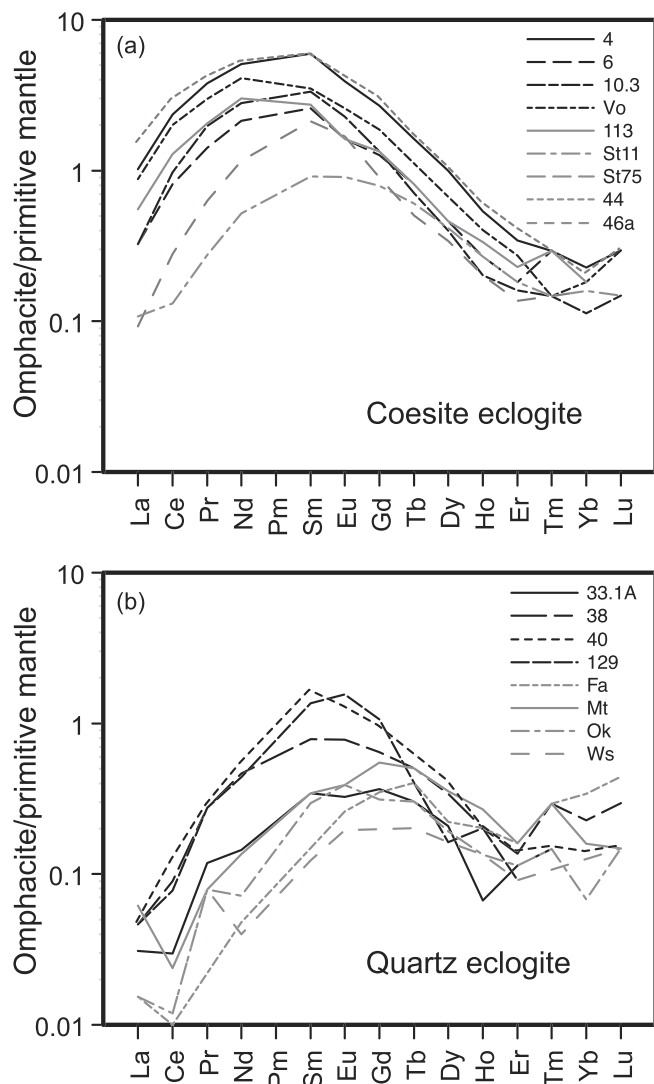 10
(a)
4
6
10.3
Vo
113
St11
St75
44
46a
1
0.1
0.01
Omphacite/primitive mantle
Coesite eclogite
La Ce Pr Nd Pm Sm Eu Gd Tb Dy Ho Er Tm Yb Lu
10
(b)
33.1A
38
40
129
Fa
Mt
Ok
Ws
1
0.1
0.01
Omphacite/primitive mantle
Quartz eclogite
La Ce Pr Nd Pm Sm Eu Gd Tb Dy Ho Er Tm Yb Lu